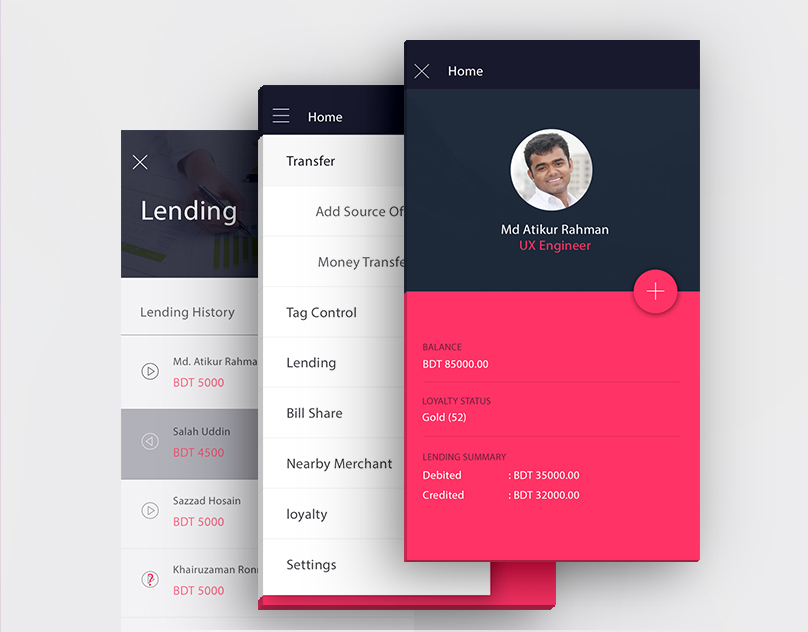 Lending
Lending History
Md. Atikur Rahma
BDT 5000
Salah Uddin
BDT 4500
Sazzad Hosain
BDT 5000
Khairuzaman Ron
BDT 5000
Home
Transfer
Add Source Of
Money Transfe
Tag Control
Lending
Bill Share
Nearby Merchant
loyalty
Settings
Home
Md Atikur Rahman
UX Engineer
BALANCE
BDT 85000.00
LOYALTY STATUS
Gold (52)
LENDING SUMMARY
Debited : BDT 35000.00
Credited : BDT 32000.00